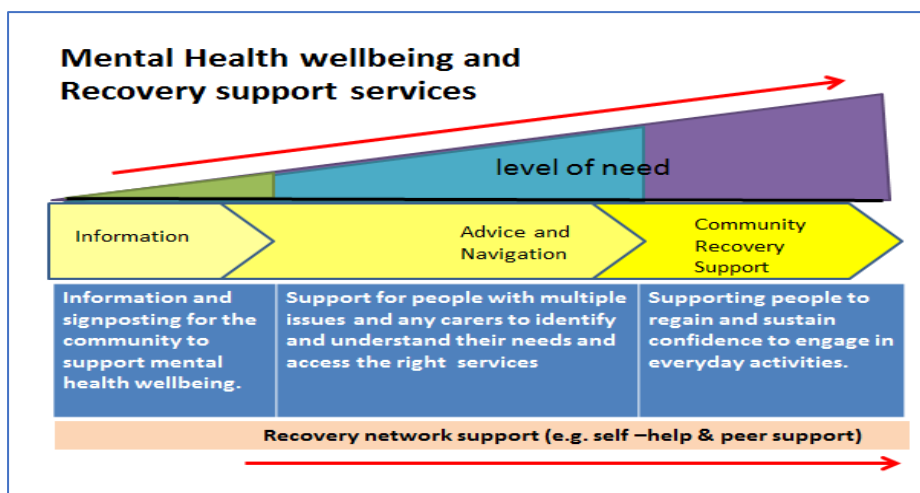 Mental Health wellbeing and
Recovery support services
level of need
Information
Advice and
Navigation
Community
Recovery
Support
Information and
signposting for the
community to
support mental
health wellbeing.
Support for people with multiple
issues and any carers to identify
and understand their needs and
access the right services
Supporting people to
regain and sustain
confidence to engage in
everyday activities.
Recovery network support (e.g. self –help & peer support)